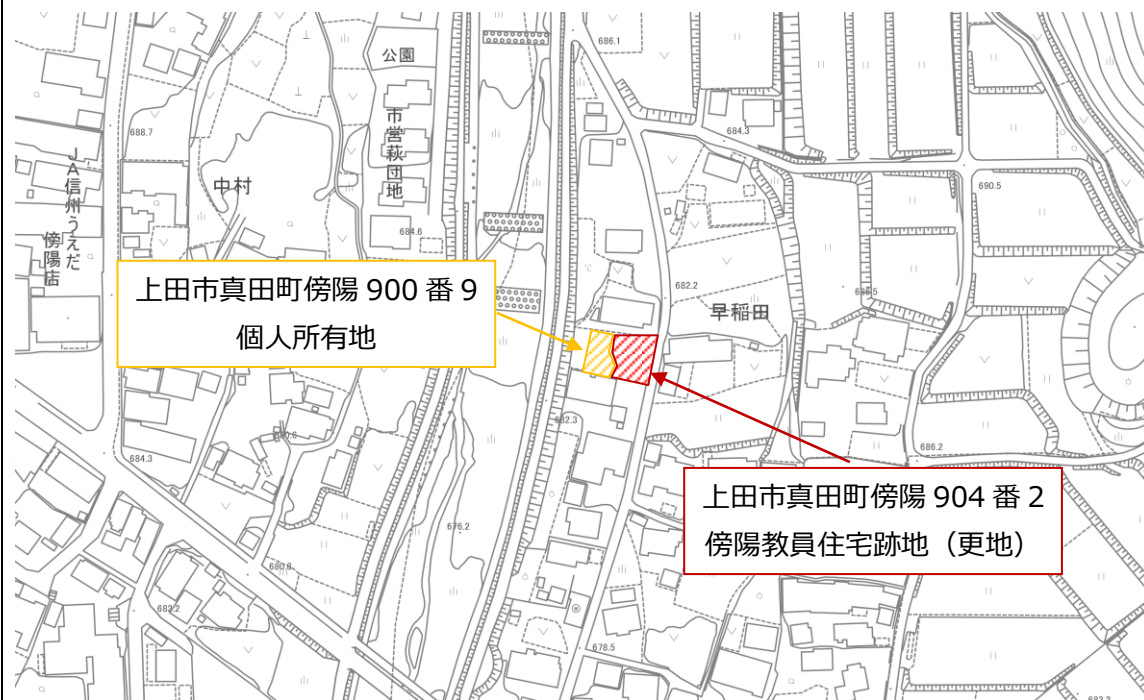 公園
686.1
688.7
市営萩団地
684.3
JA信州うえだ
傍陽店
中村
690.5
684.6
上田市真田町傍陽 900 番 9
個人所有地
682.2
早稲田
682.3
684.3
686.2
676.2
上田市真田町傍陽 904 番 2
傍陽教員住宅跡地（更地）
680.8
682.2
678.5